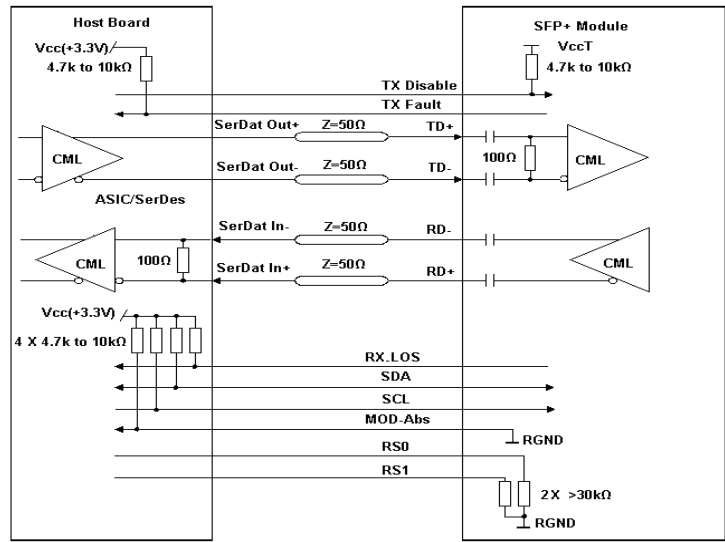 Host Board
SFP+ Module
Vcc(+3.3V)
4.7k to 10kΩ
VccT
4.7k to 10kΩ
TX Disable
TX Fault
SerDat Out+
Z=50Ω
TD+
CML
100Ω
CML
SerDat Out-
Z=50Ω
TD-
ASIC/SerDes
SerDat In-
Z=50Ω
RD-
CML
100Ω
CML
SerDat In+
Z=50Ω
RD+
Vcc(+3.3V)
4 X 4.7k to 10kΩ
RX_LOS
SDA
SCL
MOD-Abs
RGND
RS0
RS1
2X >30kΩ
RGND